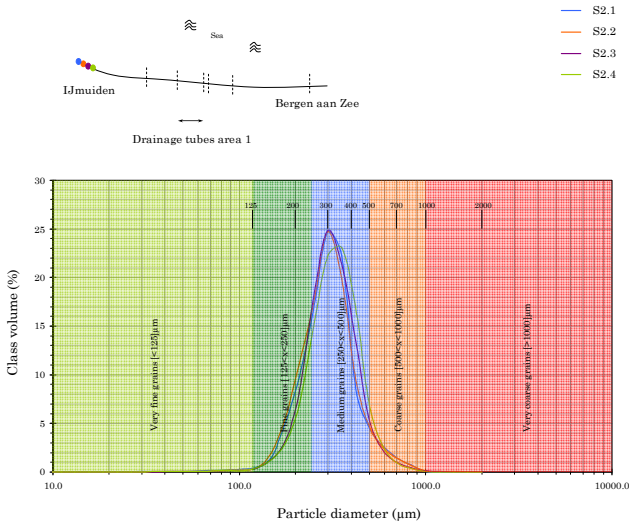 S2.1
S2.2
S2.3
S2.4
Sea
IJmuiden
Bergen aan Zee
Drainage tubes area 1
30
25
20
15
10
5
0
Class volume (%)
125
200
300
400
500
700
1000
2000
Very fine grains [<125]µm
Fine grains [125<x<250]µm
Medium grains [250<x<500]µm
Coarse grains [500<x<1000]µm
Very coarse grains [>1000]µm
10.0
100.0
1000.0
10000.0
Particle diameter (µm)